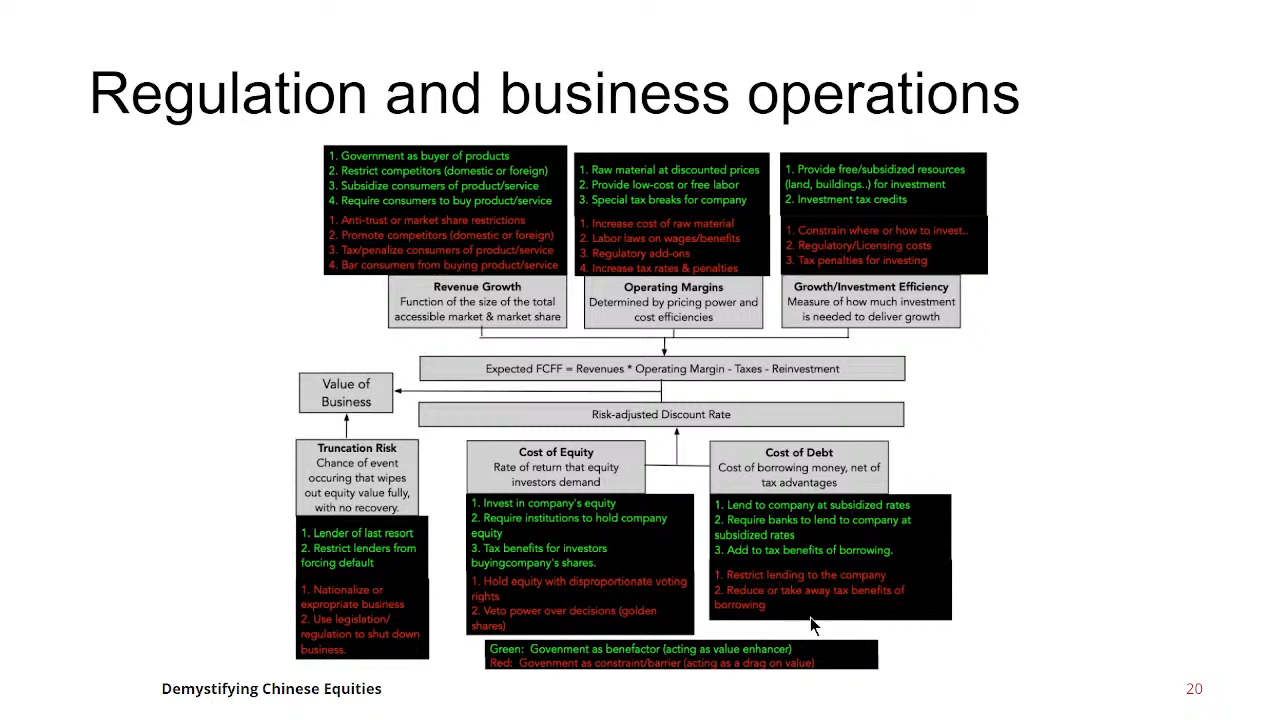 Regulation and business operations
1. Government as buyer of products
2. Restrict competitors (domestic or foreign)
3. Subsidize consumers of product/service
4. Require consumers to buy product/service
1. Anti-trust or market share restrictions
2. Promote competitors (domestic or foreign)
3. Tax/penalize consumers of product/service
4. Bar consumers from buying product/service
Revenue Growth
Function of the size of the total
accessible market & market share
1. Raw material at discounted prices
2. Provide low-cost or free labor
3. Special tax breaks for company
1. Increase cost of raw material
2. Labor laws on wages/benefits
3. Regulatory add-ons
4. Increase tax rates & penalties
Operating Margins
Determined by pricing power and
cost efficiencies
1. Provide free/subsidized resources
(land, buildings..) for investment
2. Investment tax credits
1. Constrain where or how to invest..
2. Regulatory/Licensing costs
3. Tax penalties for investing
Growth/Investment Efficiency
Measure of how much investment
is needed to deliver growth
Expected FCFF = Revenues * Operating Margin - Taxes - Reinvestment
Value of
Business
Risk-adjusted Discount Rate
Truncation Risk
Chance of event
occuring that wipes
out equity value fully,
with no recovery.
1. Lender of last resort
2. Restrict lenders from
forcing default
1. Nationalize or
expropriate business
2. Use legislation/
regulation to shut down
business.
Cost of Equity
Rate of return that equity
investors demand
1. Invest in company's equity
2. Require institutions to hold company
equity
3. Tax benefits for investors
buyingcompany's shares.
1. Hold equity with disproportionate voting
rights
2. Veto power over decisions (golden
shares)
Cost of Debt
Cost of borrowing money, net of
tax advantages
1. Lend to company at subsidized rates
2. Require banks to lend to company at
subsidized rates
3. Add to tax benefits of borrowing.
1. Restrict lending to the company
2. Reduce or take away tax benefits of
borrowing
Green: Govenment as benefactor (acting as value enhancer)
Red: Govenment as constraint/barrier (acting as a drag on value)
Demystifying Chinese Equities
20